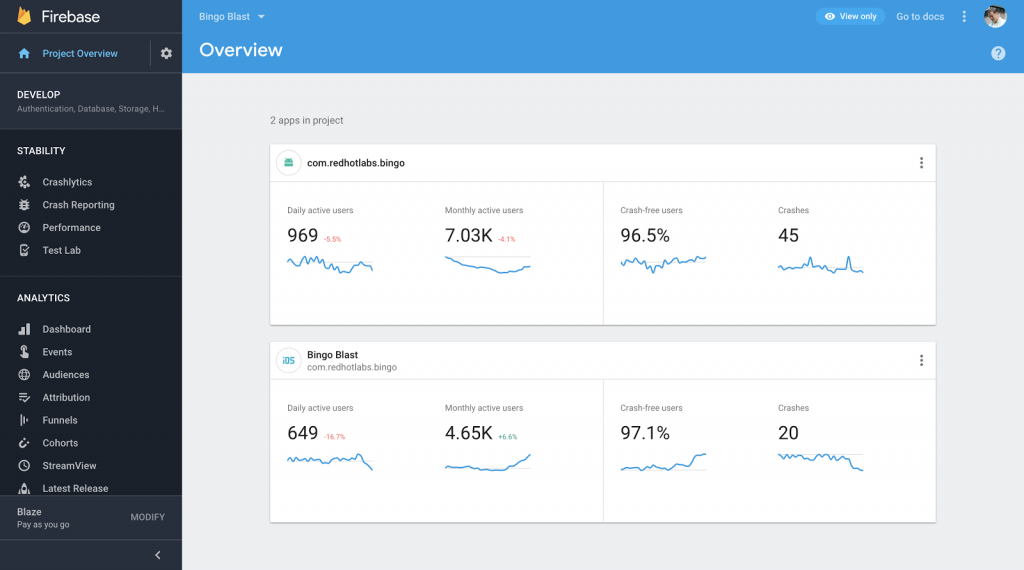 Firebase
Project Overview
DEVELOP
Authentication, Database, Storage, H...
STABILITY
Crashlytics
Crash Reporting
Performance
Test Lab
ANALYTICS
Dashboard
Events
Audiences
Attribution
Funnels
Cohorts
StreamView
Latest Release
Blaze
Pay as you go
MODIFY
Bingo Blast
View only
Go to docs
Overview
?
2 apps in project
com.redhotlabs.bingo
Daily active users
969 -5.5%
Monthly active users
7.03K -4.1%
Crash-free users
96.5%
Crashes
45
iOS
Bingo Blast
com.redhotlabs.bingo
Daily active users
649 -16.7%
Monthly active users
4.65K +6.6%
Crash-free users
97.1%
Crashes
20